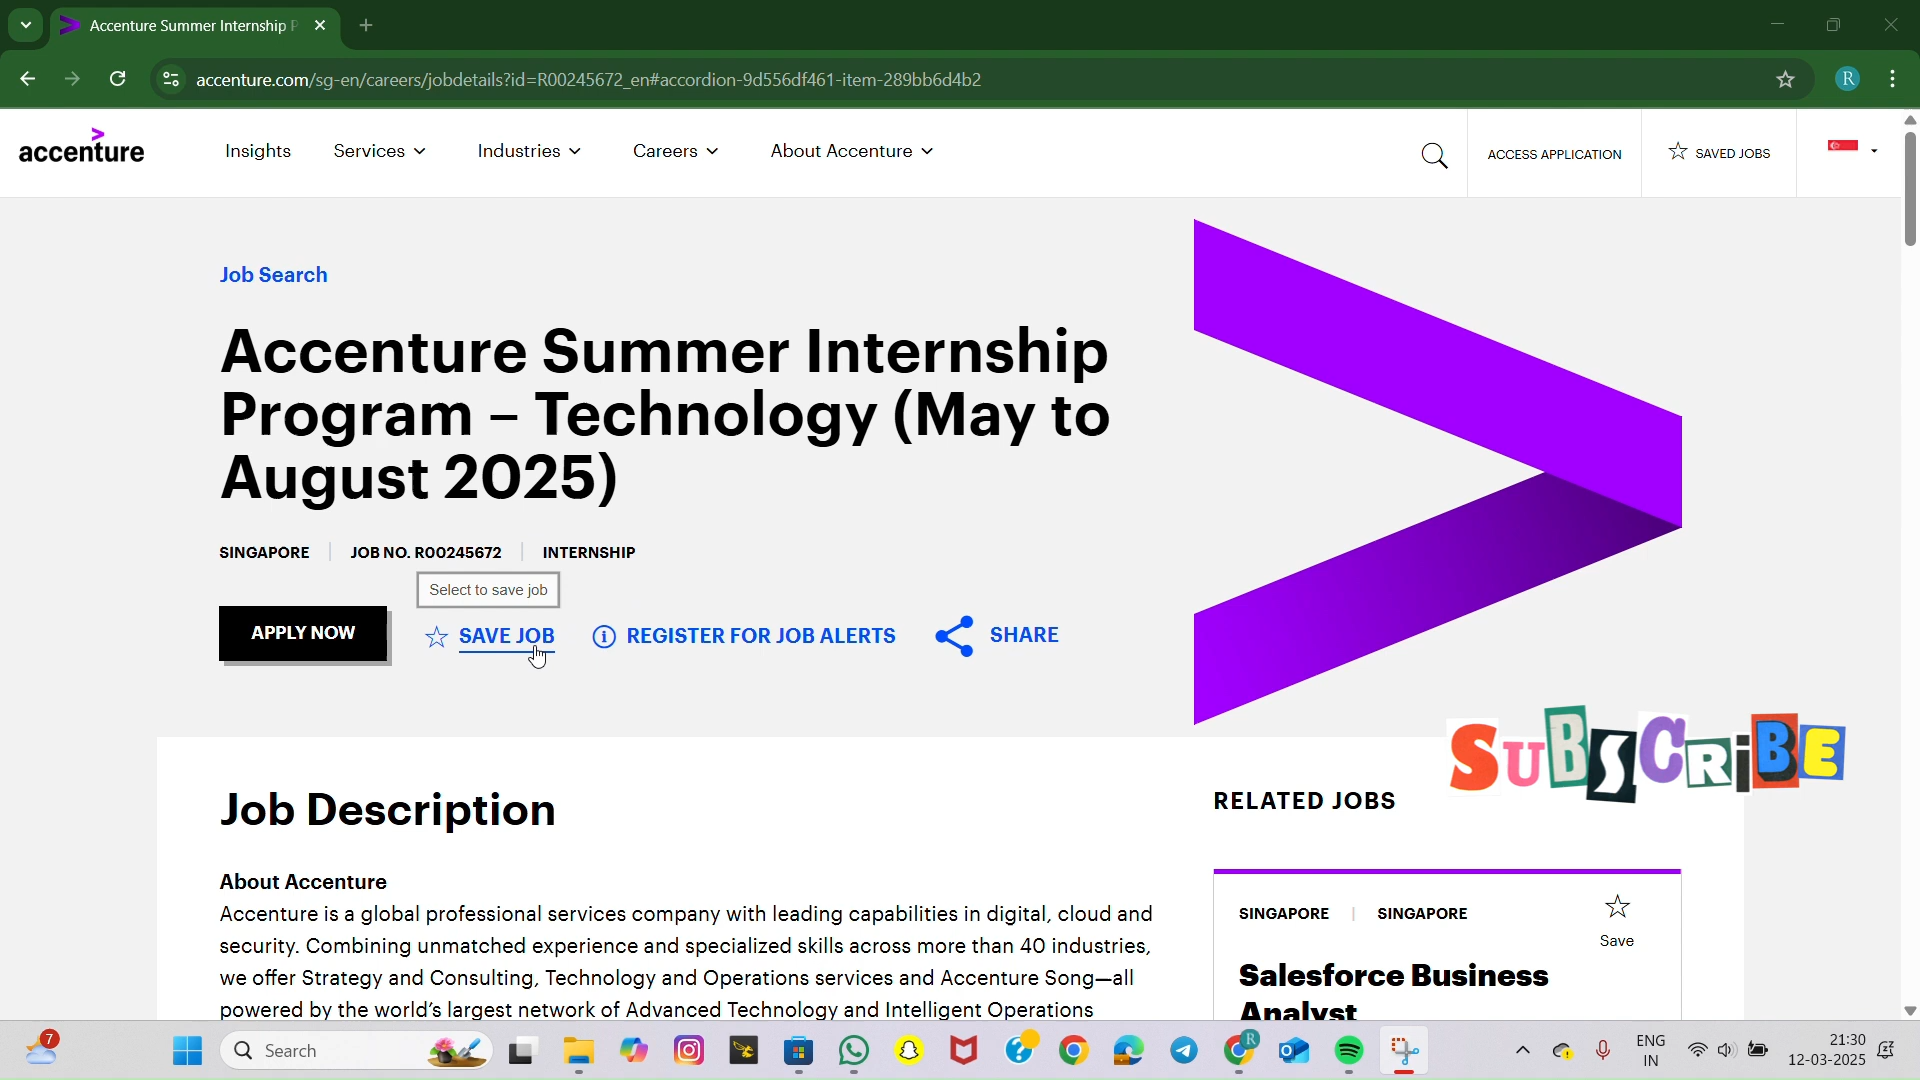 Accenture Summer Internship P
accenture.com/sg-en/careers/jobdetails?id=R00245672_en#accordion-9d556df461-item-289bb6d4b2
R
accenture
Insights
Services
Industries
Careers
About Accenture
ACCESS APPLICATION
SAVED JOBS
Job Search
Accenture Summer Internship
Program – Technology (May to
August 2025)
SINGAPORE
JOB NO. R00245672
INTERNSHIP
Select to save job
APPLY NOW
SAVE JOB
REGISTER FOR JOB ALERTS
SHARE
SUBSCRiBE
Job Description
About Accenture
Accenture is a global professional services company with leading capabilities in digital, cloud and
security. Combining unmatched experience and specialized skills across more than 40 industries,
we offer Strategy and Consulting, Technology and Operations services and Accenture Song—all
powered by the world's largest network of Advanced Technology and Intelligent Operations
RELATED JOBS
SINGAPORE
SINGAPORE
Save
Salesforce Business
Analyst
7
Search
R
ENG
IN
21:30
12-03-2025